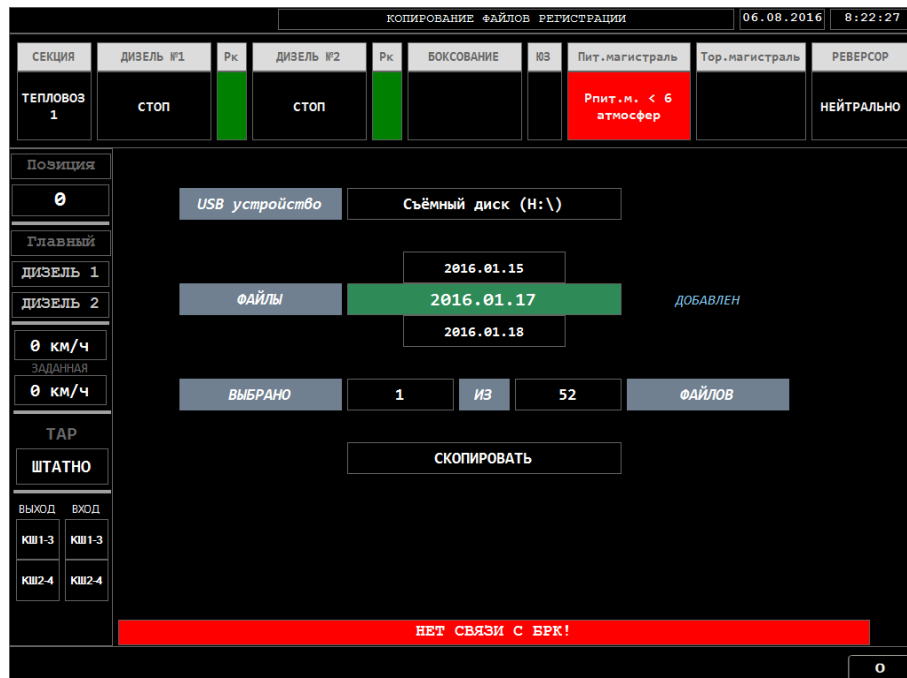 КОПИРОВАНИЕ ФАЙЛОВ РЕГИСТРАЦИИ 06.08.2016 8:22:27
СЕКЦИЯ ДИЗЕЛЬ №1 Рк ДИЗЕЛЬ №2 Рк БОКСОВАНИЕ ЮЗ Пит.магистраль Тор.магистраль РЕВЕРСОР
ТЕПЛОВОЗ 1 СТОП СТОП Рпит.м. < 6 атмосфер НЕЙТРАЛЬНО
Позиция
0
USB устройство Съёмный диск (H:\)
Главный
ДИЗЕЛЬ 1
ДИЗЕЛЬ 2
2016.01.15
ФАЙЛЫ 2016.01.17 ДОБАВЛЕН
2016.01.18
0 км/ч
ЗАДАННАЯ
0 км/ч
ВЫБРАНО 1 ИЗ 52 ФАЙЛОВ
ТАР
ШТАТНО
СКОПИРОВАТЬ
ВЫХОД ВХОД
КШ1-3 КШ1-3
КШ2-4 КШ2-4
НЕТ СВЯЗИ С БРК!
О